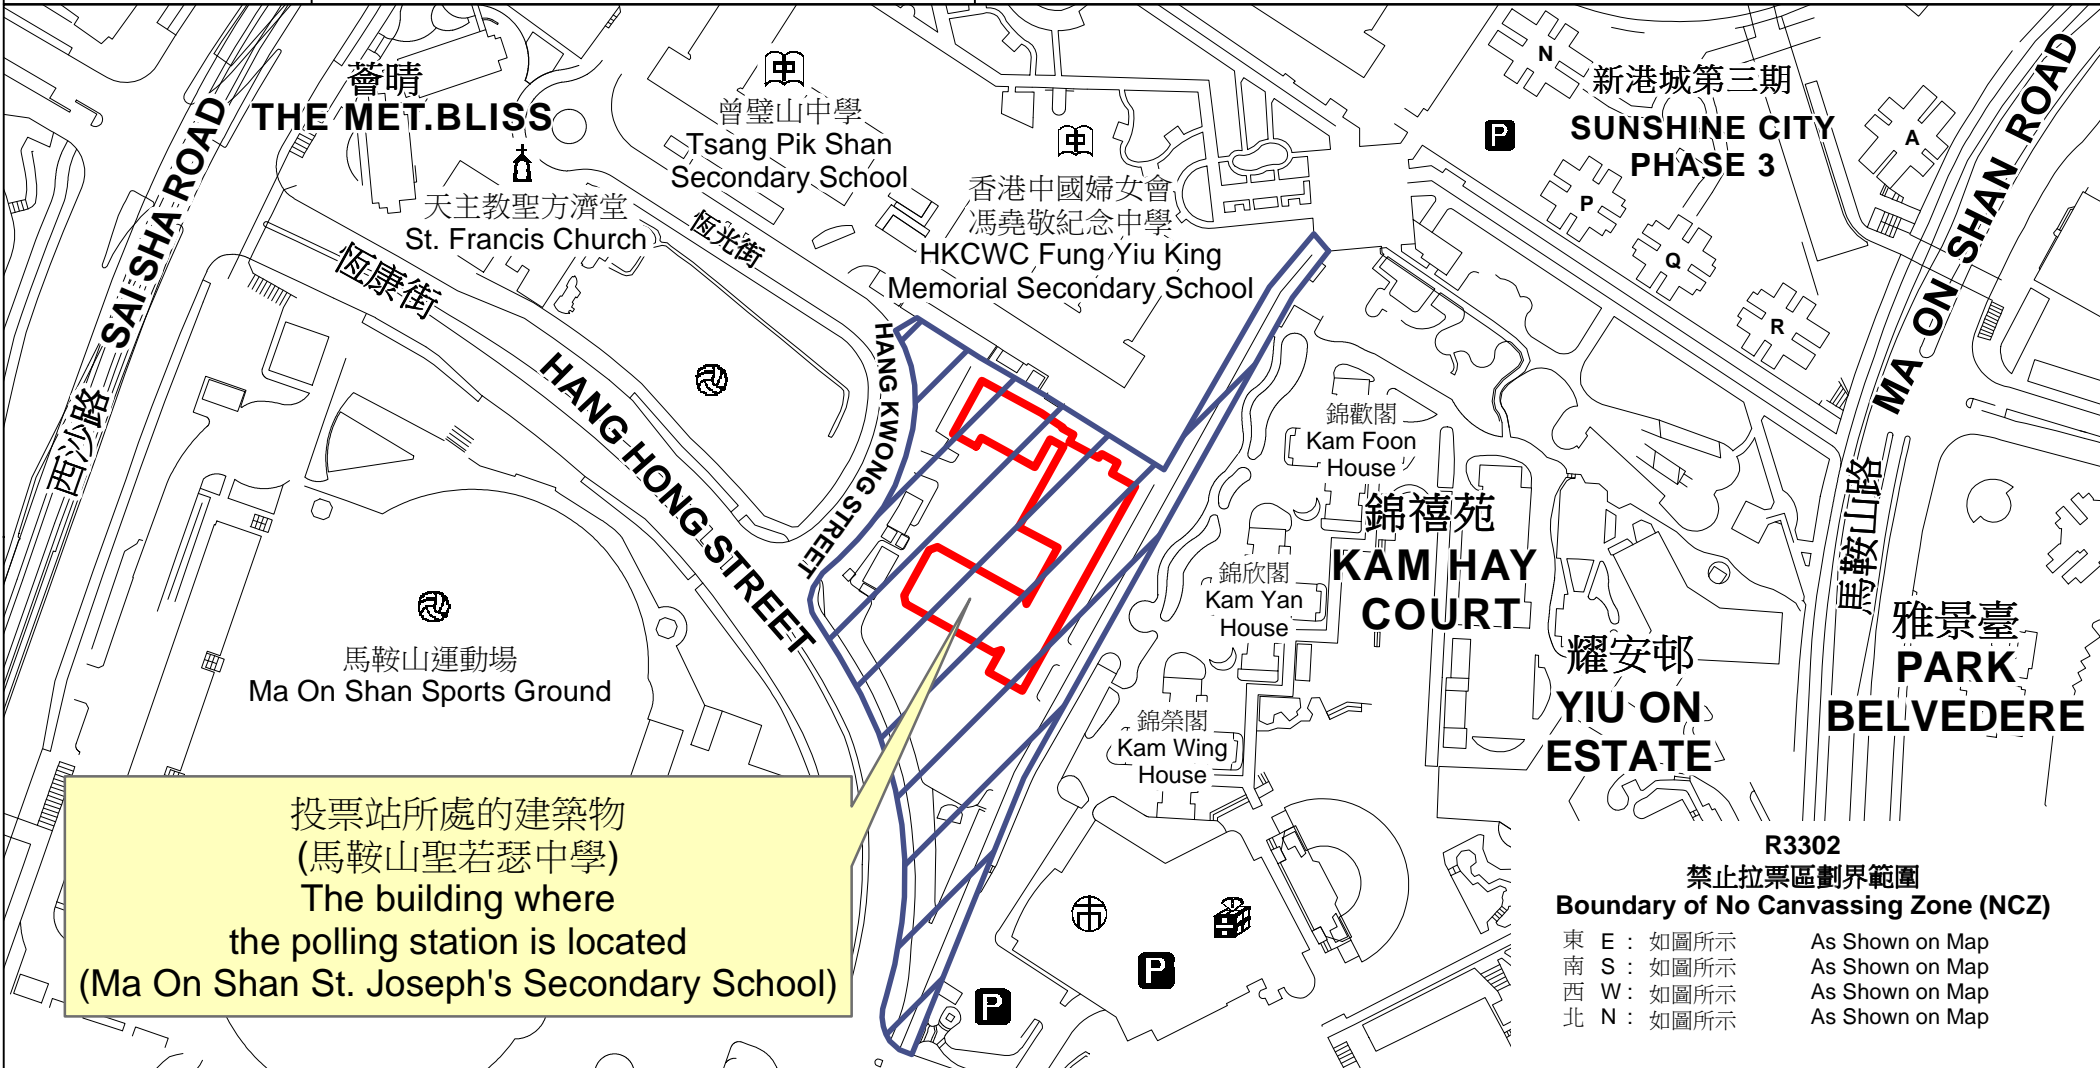 薈晴
THE MET.BLISS
曾璧山中學
Tsang Pik Shan
Secondary School
天主教聖方濟堂
St. Francis Church
香港中國婦女會
馮堯敬紀念中學
HKCWC Fung Yiu King
Memorial Secondary School
新港城第三期
SUNSHINE CITY
PHASE 3
N
A
P
Q
R
P
西沙路
SAI SHA ROAD
恆康街
HANG HONG STREET
恆光街
HANG KWONG STREET
馬鞍山路
MA ON SHAN ROAD
錦歡閣
Kam Foon
House
錦禧苑
KAM HAY
COURT
錦欣閣
Kam Yan
House
錦榮閣
Kam Wing
House
耀安邨
YIU ON
ESTATE
雅景臺
PARK
BELVEDERE
馬鞍山運動場
Ma On Shan Sports Ground
投票站所處的建築物
(馬鞍山聖若瑟中學)
The building where
the polling station is located
(Ma On Shan St. Joseph's Secondary School)
中
中
市
P
P
R3302
禁止拉票區劃界範圍
Boundary of No Canvassing Zone (NCZ)
東 E : 如圖所示 As Shown on Map
南 S : 如圖所示 As Shown on Map
西 W : 如圖所示 As Shown on Map
北 N : 如圖所示 As Shown on Map